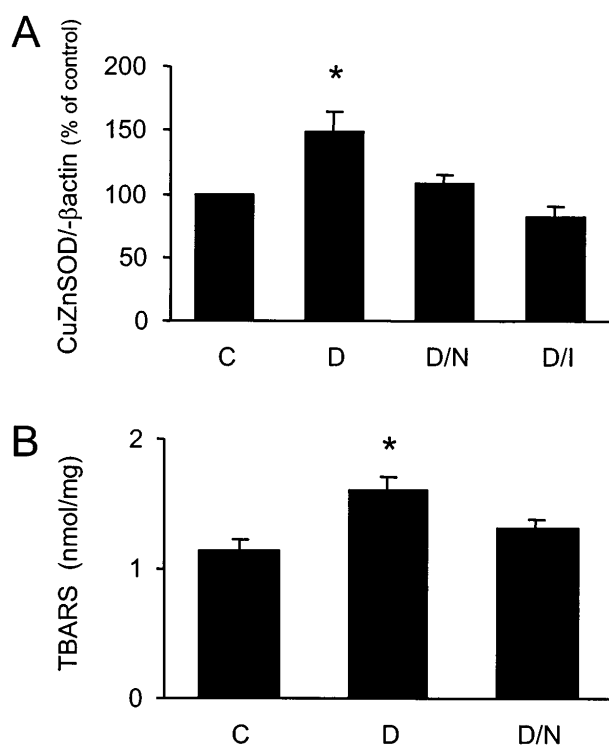 A
CuZnSOD/-βactin (% of control)
200
150
100
50
0
*
C D D/N D/I
B
TBARS (nmol/mg)
2
1
0
*
C D D/N